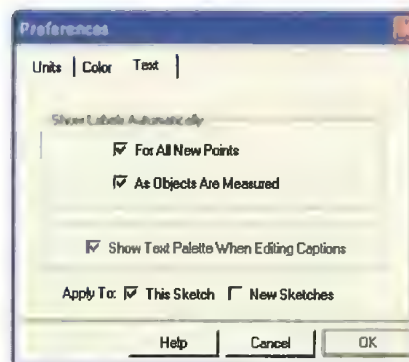 Preferences
Units Color Text
Show Labels Automatically
For All New Points
As Objects Are Measured
Show Text Palette When Editing Captions
Apply To: This Sketch New Sketches
Help Cancel OK